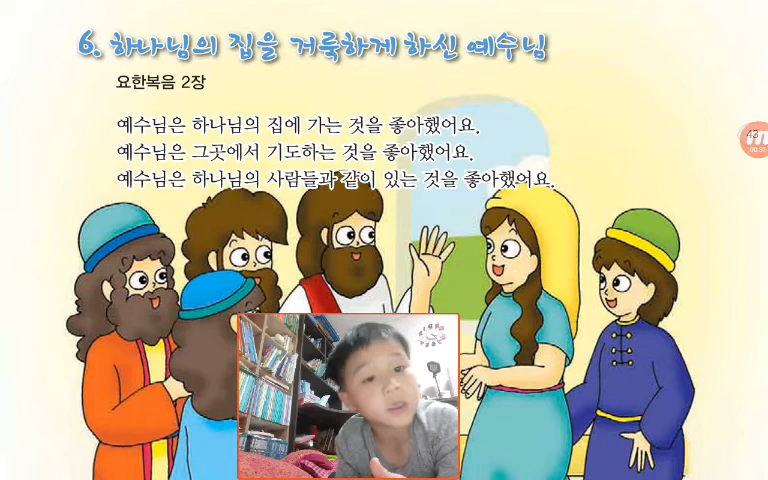 6. 하나님의 집을 거룩하게 하신 예수님
요한복음 2장
예수님은 하나님의 집에 가는 것을 좋아했어요.
예수님은 그곳에서 기도하는 것을 좋아했어요.
예수님은 하나님의 사람들과 같이 있는 것을 좋아했어요.
43
00:31